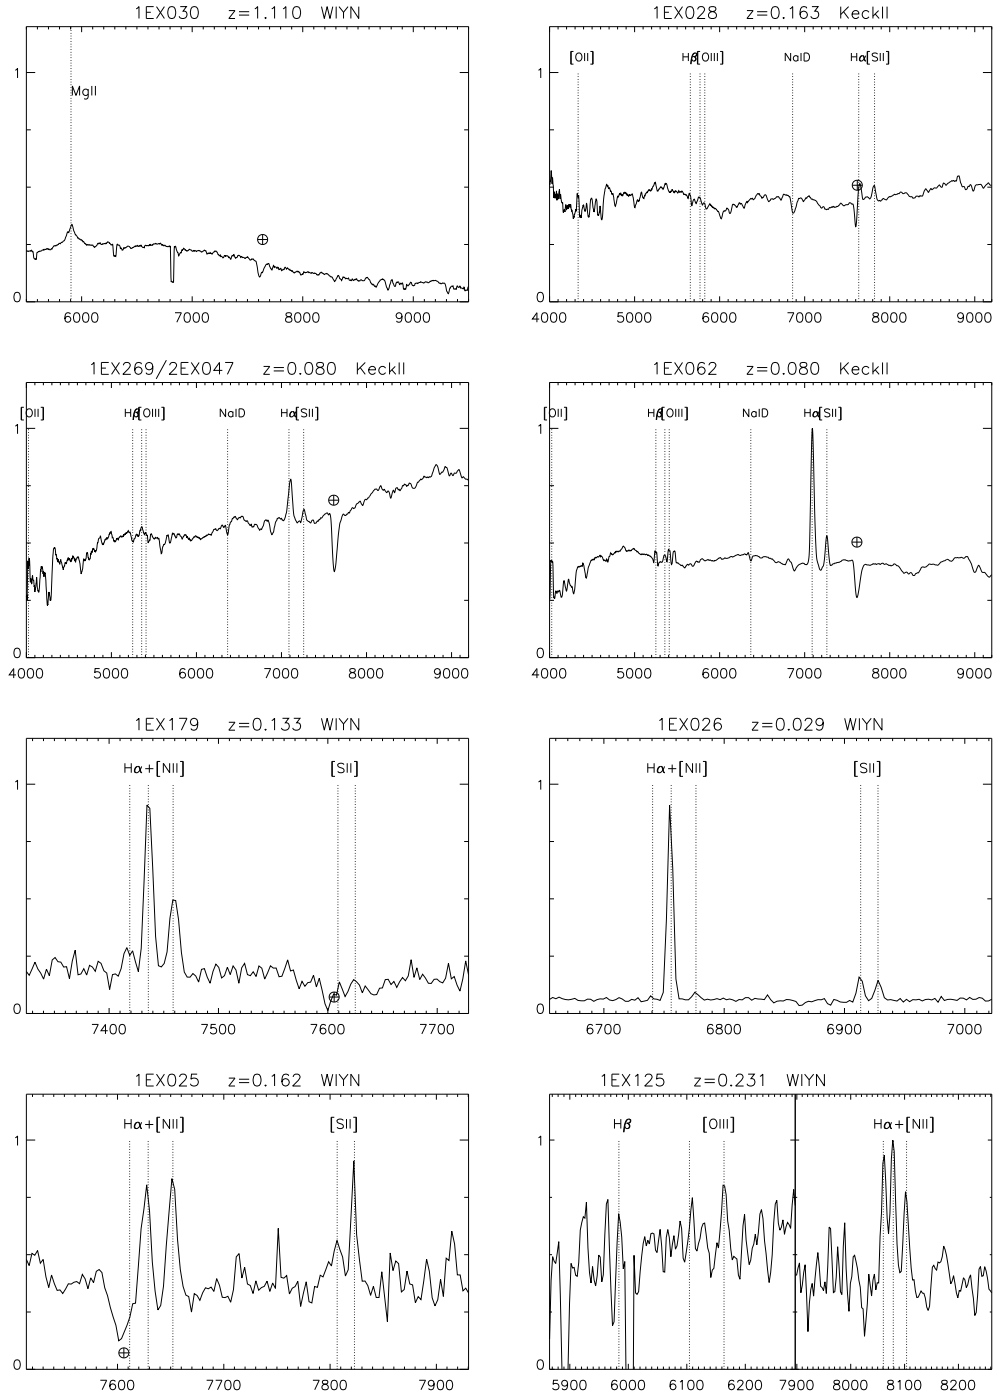 1EX030 z=1.110 WIYN
1EX028 z=0.163 KeckII
1
MgII
0
6000 7000 8000 9000
1
[OII] Hβ[OIII] NaID Hα[SII]
0
4000 5000 6000 7000 8000 9000
1EX269/2EX047 z=0.080 KeckII
1EX062 z=0.080 KeckII
[OII] Hβ[OIII] NaID Hα[SII]
1
0
4000 5000 6000 7000 8000 9000
[OII] Hβ[OIII] NaID Hα[SII]
1
0
4000 5000 6000 7000 8000 9000
1EX179 z=0.133 WIYN
1EX026 z=0.029 WIYN
Hα+[NII] [SII]
1
0
7400 7500 7600 7700
Hα+[NII] [SII]
1
0
6700 6800 6900 7000
1EX025 z=0.162 WIYN
1EX125 z=0.231 WIYN
Hα+[NII] [SII]
1
0
7600 7700 7800 7900
Hβ [OIII] Hα+[NII]
1
0
5900 6000 6100 6200 7900 8000 8100 8200